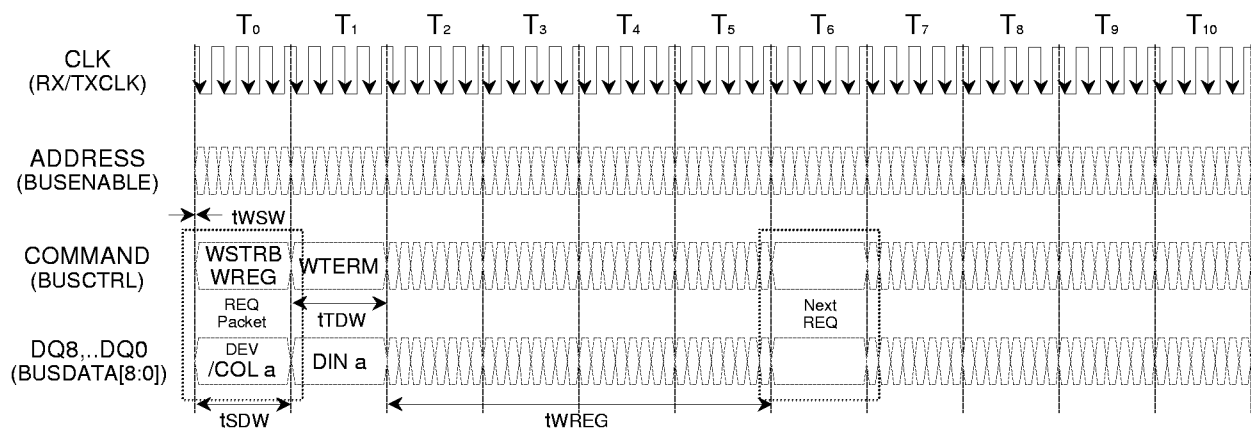 T0 T1 T2 T3 T4 T5 T6 T7 T8 T9 T10
CLK
(RX/TXCLK)
ADDRESS
(BUSENABLE)
tWSW
COMMAND
(BUSCTRL)
WSTRB
WREG
WTERM
REQ
Packet
tTDW
Next
REQ
DQ8,..DQ0
(BUSDATA[8:0])
DEV
/COL a
DIN a
tSDW
tWREG